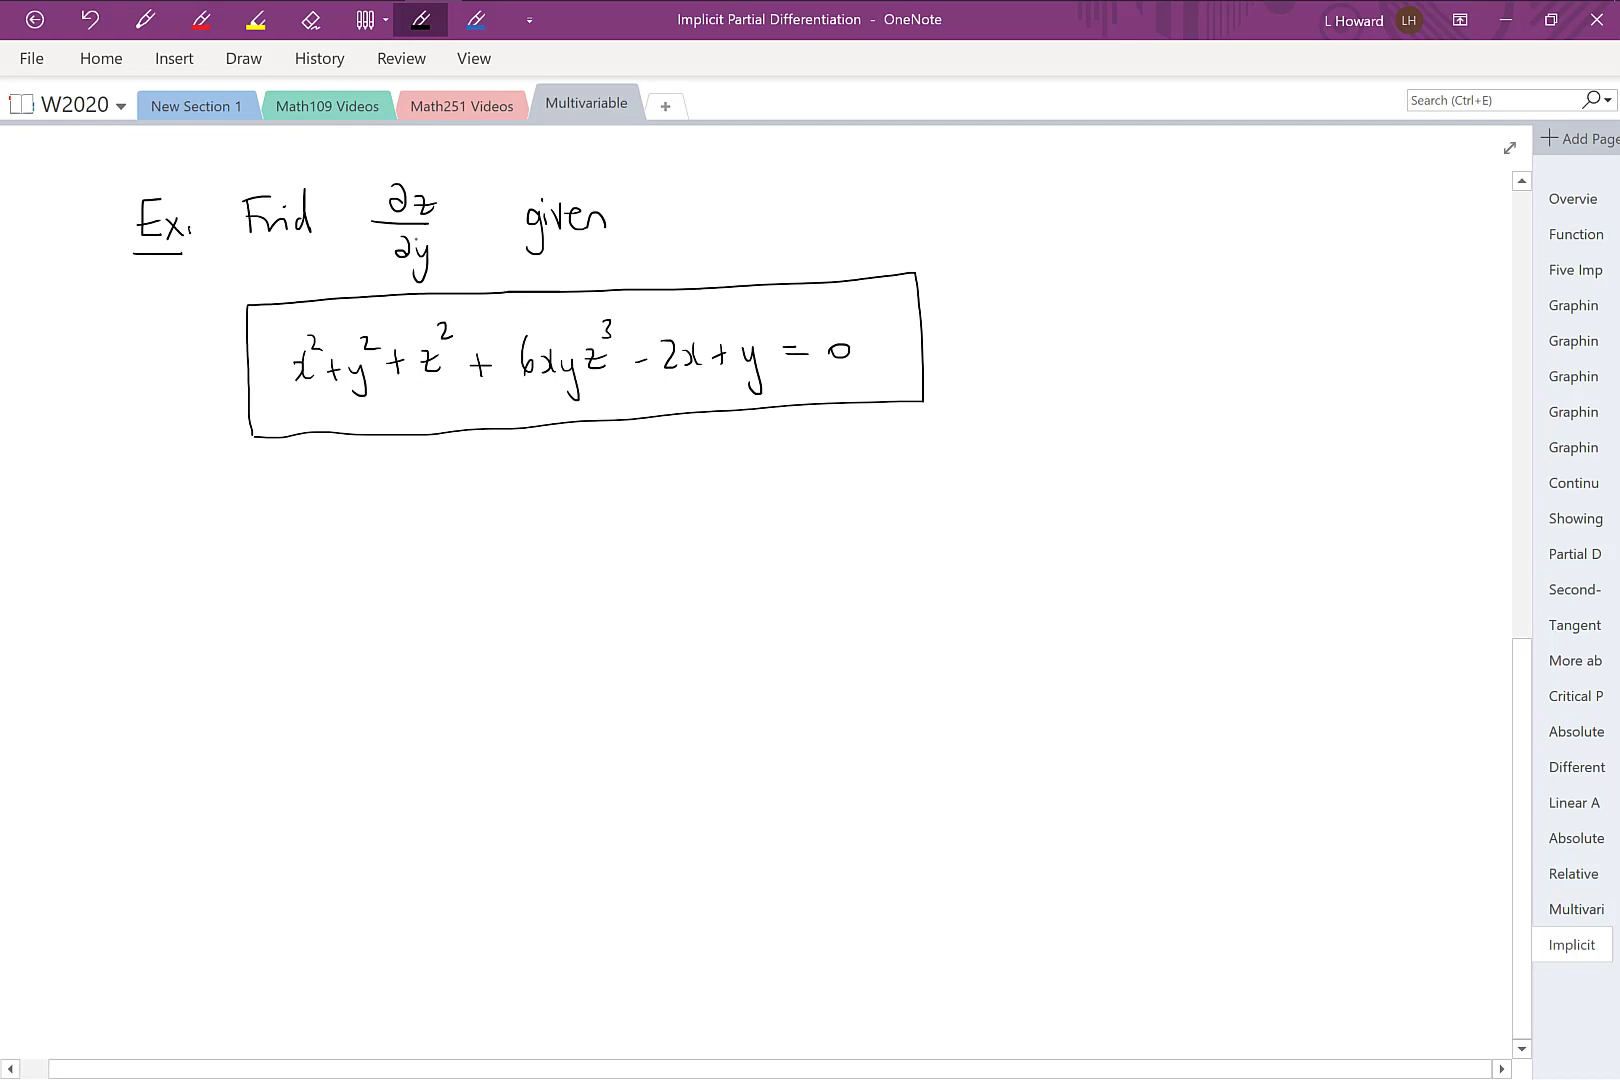 Implicit Partial Differentiation - OneNote
L Howard LH
File Home Insert Draw History Review View
W2020 New Section 1 Math109 Videos Math251 Videos Multivariable +
Search (Ctrl+E)
+ Add Page
Ex. Find ∂z/∂y given
x² + y² + z² + 6xyz³ - 2x + y = 0
Overvie
Function
Five Imp
Graphin
Graphin
Graphin
Graphin
Graphin
Continu
Showing
Partial D
Second-
Tangent
More ab
Critical P
Absolute
Different
Linear A
Absolute
Relative
Multivari
Implicit